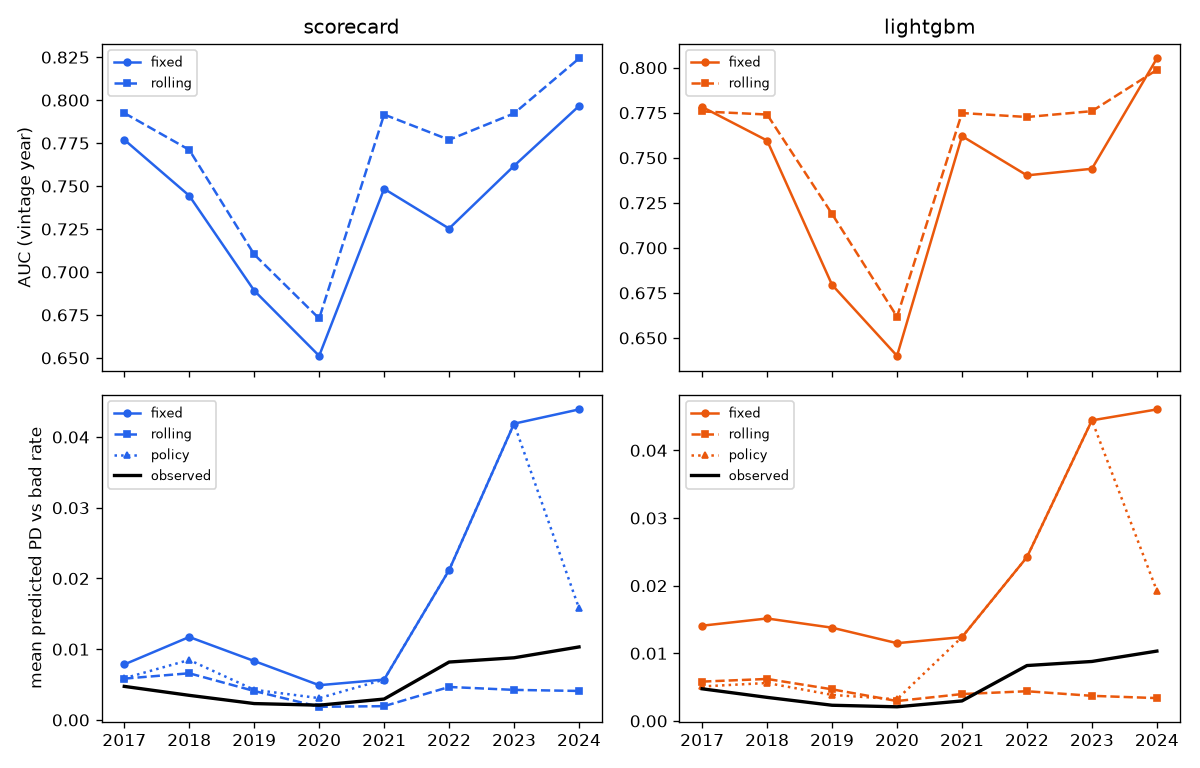 scorecard
lightgbm
AUC (vintage year)
0.825
0.800
0.775
0.750
0.725
0.700
0.675
0.650
fixed
rolling
0.800
0.775
0.750
0.725
0.700
0.675
0.650
fixed
rolling
mean predicted PD vs bad rate
0.04
0.03
0.02
0.01
0.00
fixed
rolling
policy
observed
2017 2018 2019 2020 2021 2022 2023 2024
0.04
0.03
0.02
0.01
0.00
fixed
rolling
policy
observed
2017 2018 2019 2020 2021 2022 2023 2024